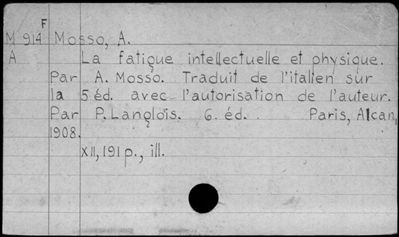 F
M 914 Mosso, A.
A La fatigue intellectuelle et physique.
Par A. Mosso. Traduit de l'italien sur
la 5 éd. avec l'autorisation de l'auteur.
Par P. Langlois. 6. éd. Paris, Alcan,
1908.
XII, 191 p., ill.